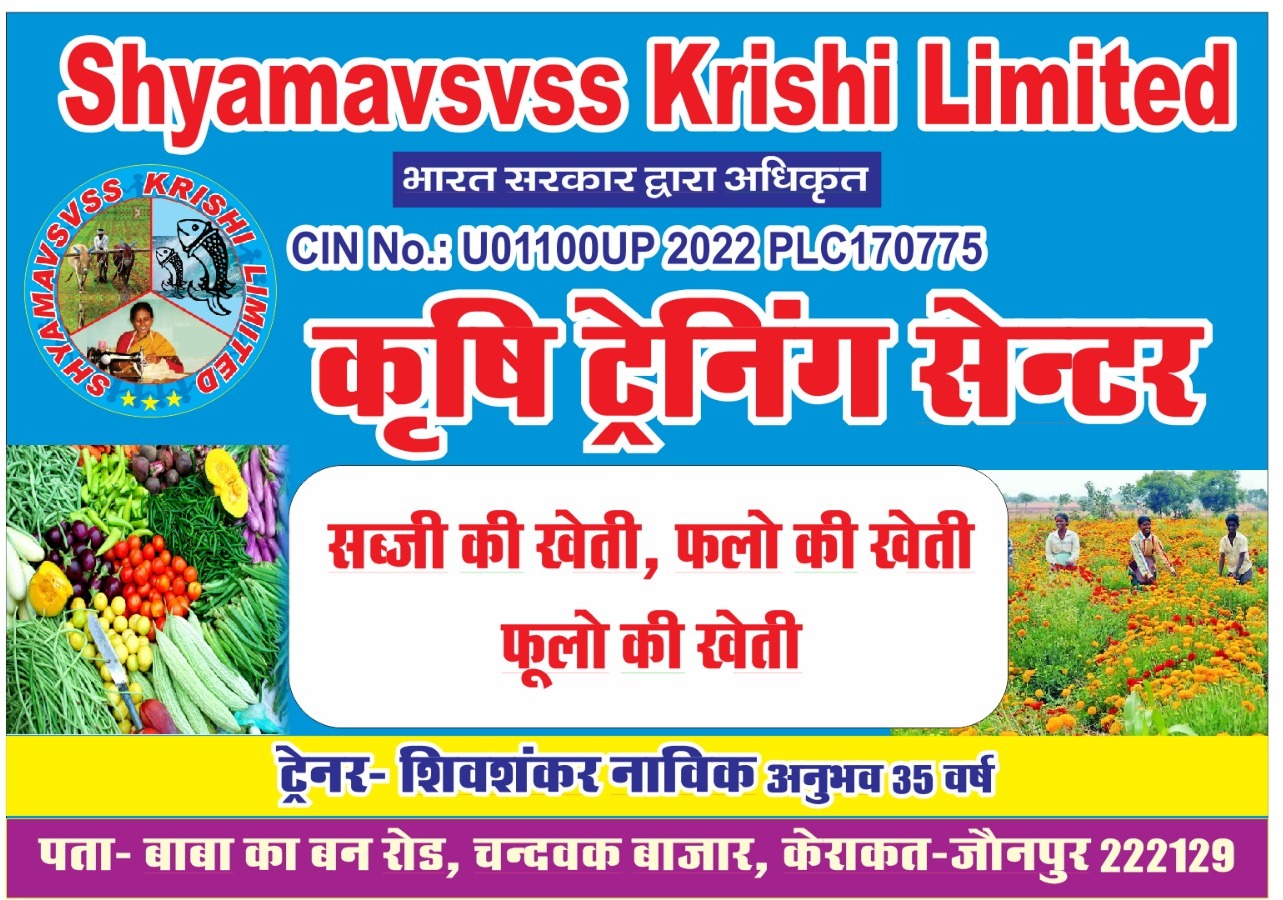 Shyamavsvss Krishi Limited
भारत सरकार द्वारा अधिकृत
SHYAMAVSVSS KRISHI LIMITED
CIN No.: U01100UP 2022 PLC170775
कृषि ट्रेनिंग सेन्टर
सब्जी की खेती, फलो की खेती
फूलो की खेती
ट्रेनर- शिवशंकर नाविक अनुभव 35 वर्ष
पता- बाबा का बन रोड, चन्दवक बाजार, केराकत-जौनपुर 222129